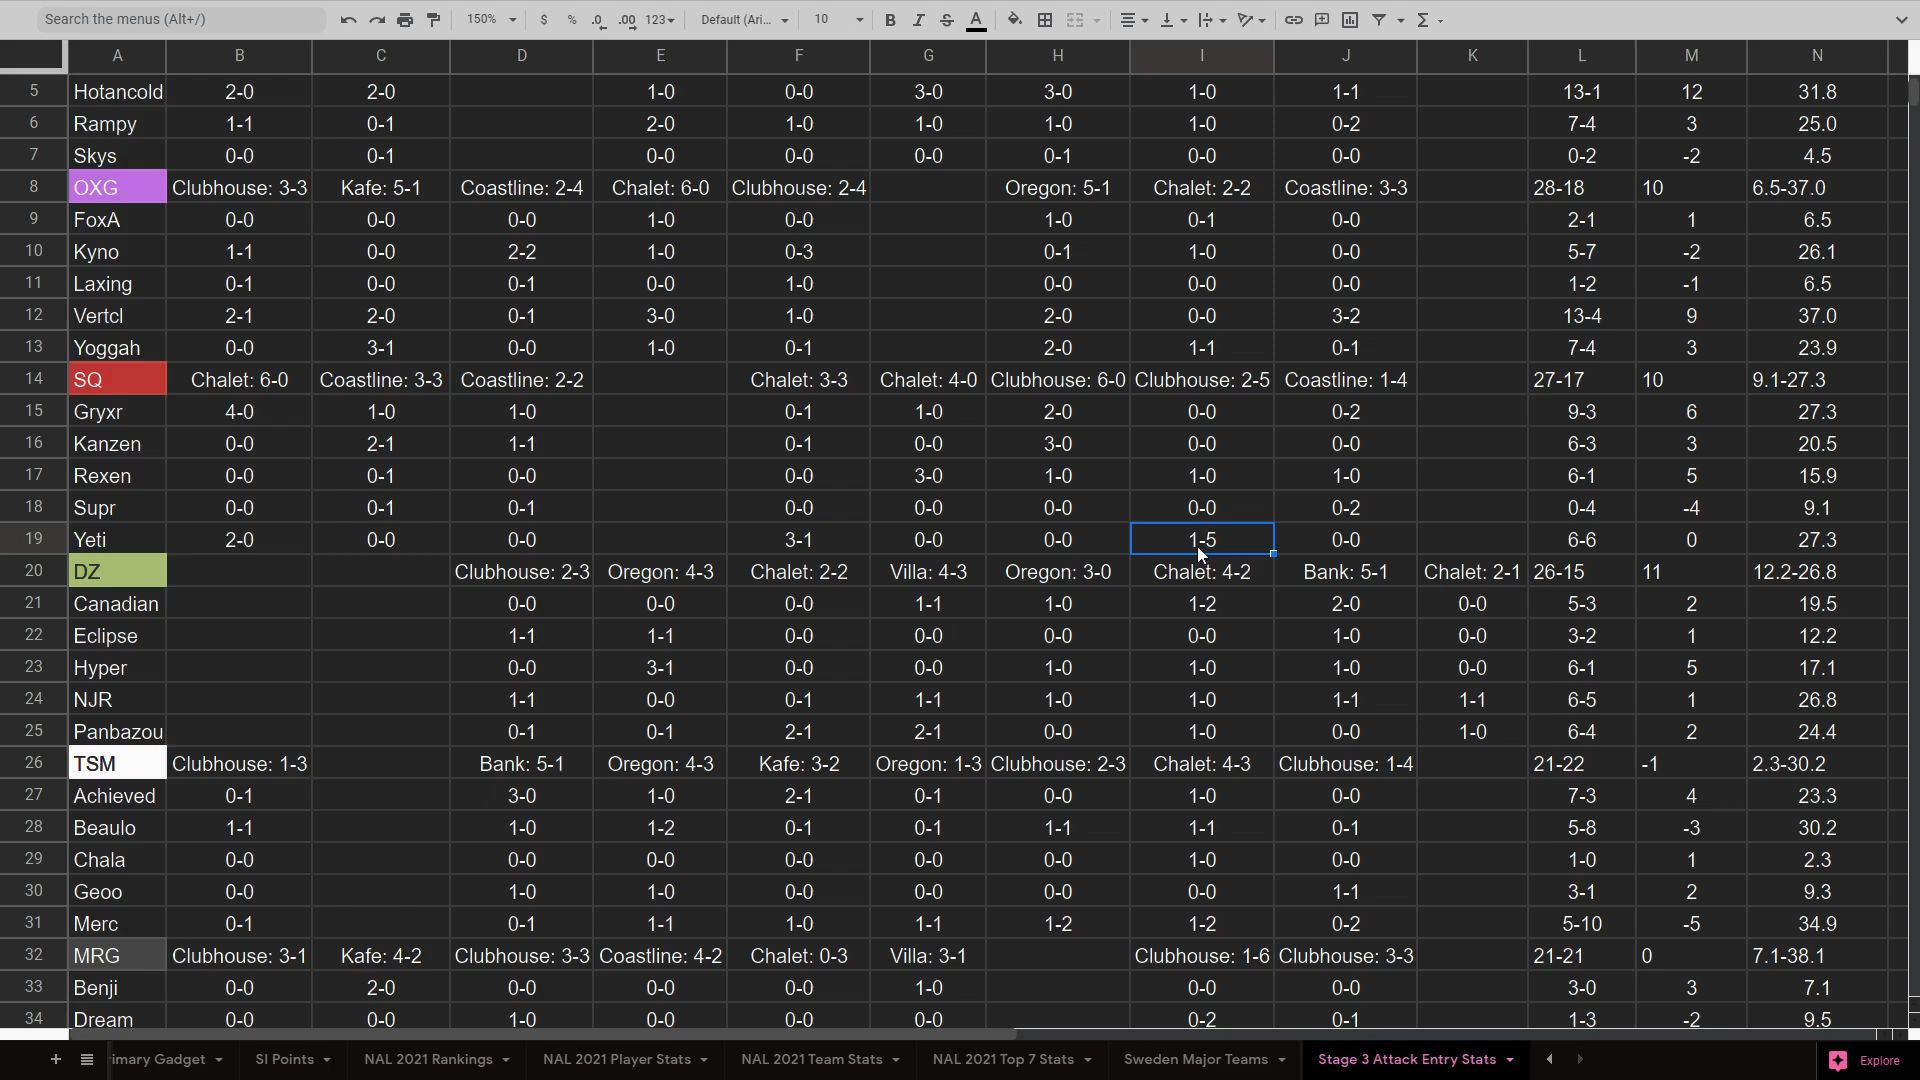 Search the menus (Alt+/) 150% $ % .0 .00 123 Default (Ari... 10 B I S A Σ
A B C D E F G H I J K L M N
5 Hotancold 2-0 2-0 1-0 0-0 3-0 3-0 1-0 1-1 13-1 12 31.8
6 Rampy 1-1 0-1 2-0 1-0 1-0 1-0 1-0 0-2 7-4 3 25.0
7 Skys 0-0 0-1 0-0 0-0 0-0 0-1 0-0 0-0 0-2 -2 4.5
8 OXG Clubhouse: 3-3 Kafe: 5-1 Coastline: 2-4 Chalet: 6-0 Clubhouse: 2-4 Oregon: 5-1 Chalet: 2-2 Coastline: 3-3 28-18 10 6.5-37.0
9 FoxA 0-0 0-0 0-0 1-0 0-0 1-0 0-1 0-0 2-1 1 6.5
10 Kyno 1-1 0-0 2-2 1-0 0-3 0-1 1-0 0-0 5-7 -2 26.1
11 Laxing 0-1 0-0 0-1 0-0 1-0 0-0 0-0 0-0 1-2 -1 6.5
12 Vertcl 2-1 2-0 0-1 3-0 1-0 2-0 0-0 3-2 13-4 9 37.0
13 Yoggah 0-0 3-1 0-0 1-0 0-1 2-0 1-1 0-1 7-4 3 23.9
14 SQ Chalet: 6-0 Coastline: 3-3 Coastline: 2-2 Chalet: 3-3 Chalet: 4-0 Clubhouse: 6-0 Clubhouse: 2-5 Coastline: 1-4 27-17 10 9.1-27.3
15 Gryxr 4-0 1-0 1-0 0-1 1-0 2-0 0-0 0-2 9-3 6 27.3
16 Kanzen 0-0 2-1 1-1 0-1 0-0 3-0 0-0 0-0 6-3 3 20.5
17 Rexen 0-0 0-1 0-0 0-0 3-0 1-0 1-0 1-0 6-1 5 15.9
18 Supr 0-0 0-1 0-1 0-0 0-0 0-0 0-0 0-2 0-4 -4 9.1
19 Yeti 2-0 0-0 0-0 3-1 0-0 0-0 1-5 0-0 6-6 0 27.3
20 DZ Clubhouse: 2-3 Oregon: 4-3 Chalet: 2-2 Villa: 4-3 Oregon: 3-0 Chalet: 4-2 Bank: 5-1 Chalet: 2-1 26-15 11 12.2-26.8
21 Canadian 0-0 0-0 0-0 1-1 1-0 1-2 2-0 0-0 5-3 2 19.5
22 Eclipse 1-1 1-1 0-0 0-0 0-0 0-0 1-0 0-0 3-2 1 12.2
23 Hyper 0-0 3-1 0-0 0-0 1-0 1-0 1-0 0-0 6-1 5 17.1
24 NJR 1-1 0-0 0-1 1-1 1-0 1-0 1-1 1-1 6-5 1 26.8
25 Panbazou 0-1 0-1 2-1 2-1 0-0 1-0 0-0 1-0 6-4 2 24.4
26 TSM Clubhouse: 1-3 Bank: 5-1 Oregon: 4-3 Kafe: 3-2 Oregon: 1-3 Clubhouse: 2-3 Chalet: 4-3 Clubhouse: 1-4 21-22 -1 2.3-30.2
27 Achieved 0-1 3-0 1-0 2-1 0-1 0-0 1-0 0-0 7-3 4 23.3
28 Beaulo 1-1 1-0 1-2 0-1 0-1 1-1 1-1 0-1 5-8 -3 30.2
29 Chala 0-0 0-0 0-0 0-0 0-0 0-0 1-0 0-0 1-0 1 2.3
30 Geoo 0-0 1-0 1-0 0-0 0-0 0-0 0-0 1-1 3-1 2 9.3
31 Merc 0-1 0-1 1-1 1-0 1-1 1-2 1-2 0-2 5-10 -5 34.9
32 MRG Clubhouse: 3-1 Kafe: 4-2 Clubhouse: 3-3 Coastline: 4-2 Chalet: 0-3 Villa: 3-1 Clubhouse: 1-6 Clubhouse: 3-3 21-21 0 7.1-38.1
33 Benji 0-0 2-0 0-0 0-0 0-0 1-0 0-0 0-0 3-0 3 7.1
34 Dream 0-0 0-0 1-0 0-0 0-0 0-0 0-2 0-1 1-3 -2 9.5
imary Gadget SI Points NAL 2021 Rankings NAL 2021 Player Stats NAL 2021 Team Stats NAL 2021 Top 7 Stats Sweden Major Teams Stage 3 Attack Entry Stats Explore